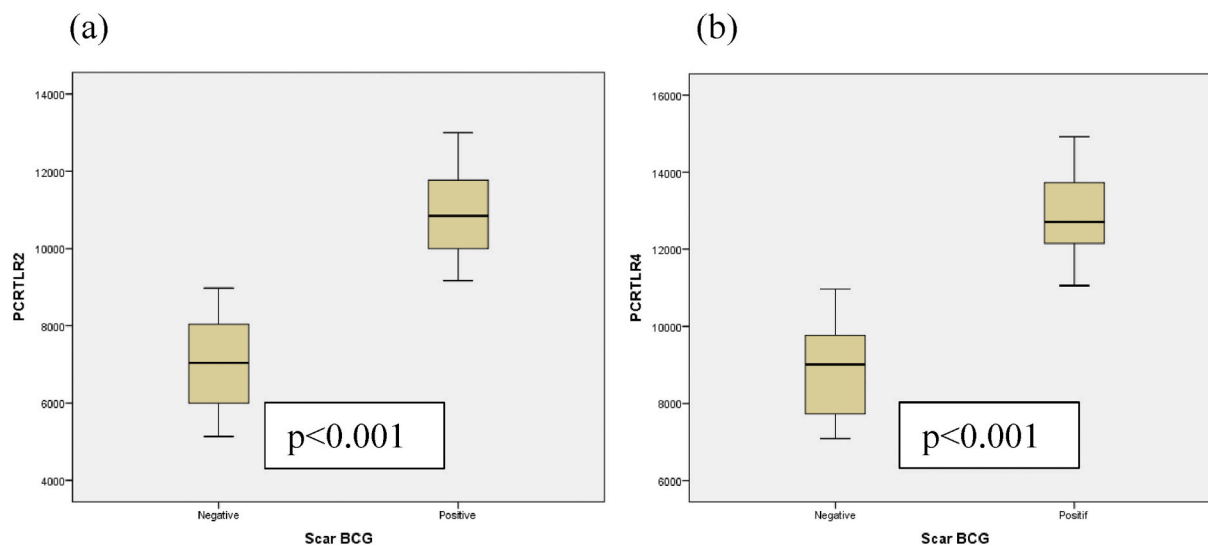 (a)
(b)
14000
12000
10000
8000
6000
4000
PCRTLR2
p<0.001
Negative
Positive
Scar BCG
16000
14000
12000
10000
8000
6000
PCRTLR4
p<0.001
Negative
Positif
Scar BCG